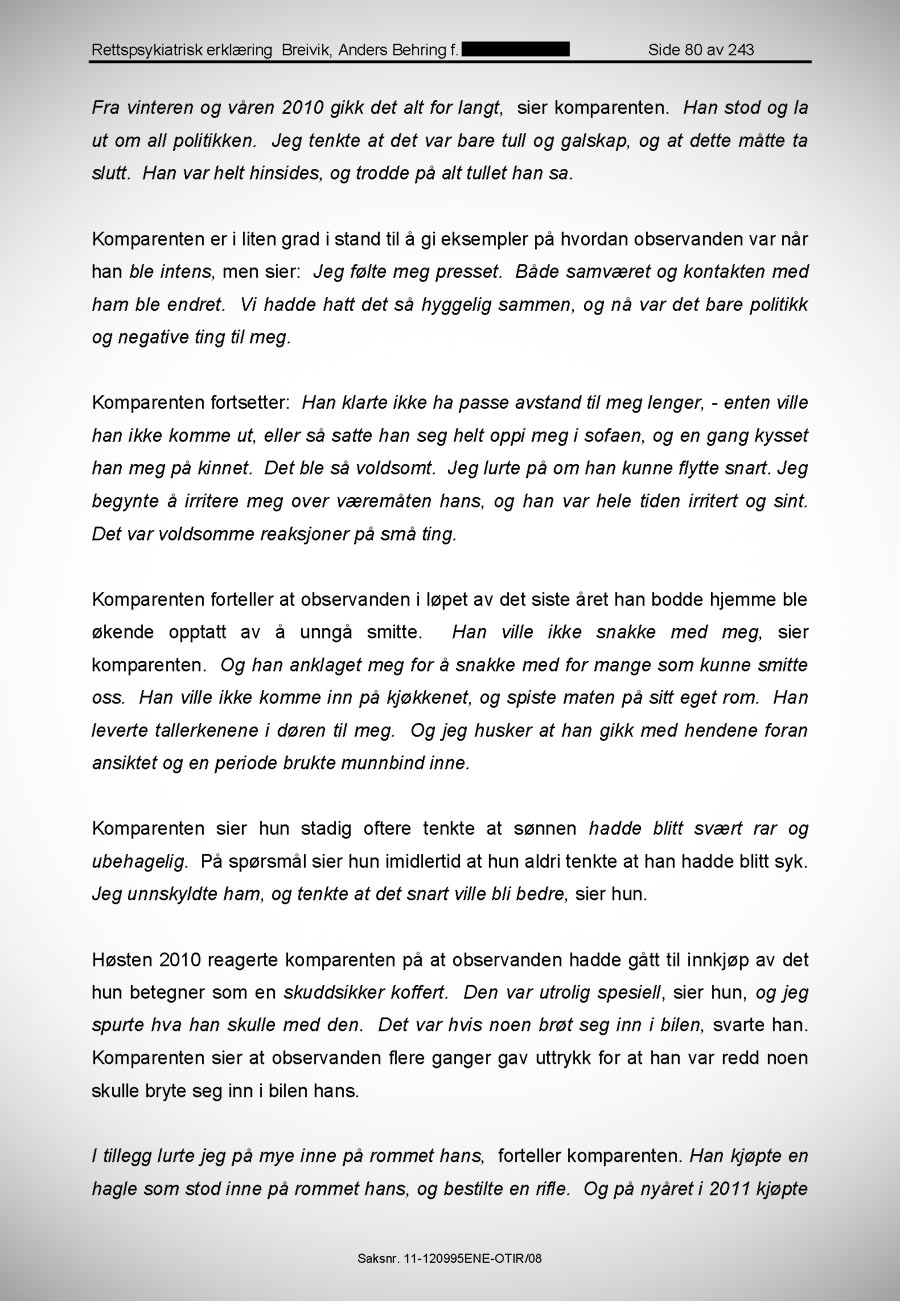 Rettspsykiatrisk erklæring Breivik, Anders Behring f. Side 80 av 243
Fra vinteren og våren 2010 gikk det alt for langt, sier komparenten. Han stod og la
ut om all politikken. Jeg tenkte at det var bare tull og galskap, og at dette måtte ta
slutt. Han var helt hinsides, og trodde på alt tullet han sa.
Komparenten er i liten grad i stand til å gi eksempler på hvordan observanden var når
han ble intens, men sier: Jeg følte meg presset. Både samværet og kontakten med
ham ble endret. Vi hadde hatt det så hyggelig sammen, og nå var det bare politikk
og negative ting til meg.
Komparenten fortsetter: Han klarte ikke ha passe avstand til meg lenger, - enten ville
han ikke komme ut, eller så satte han seg helt oppi meg i sofaen, og en gang kysset
han meg på kinnet. Det ble så voldsomt. Jeg lurte på om han kunne flytte snart. Jeg
begynte å irritere meg over væremåten hans, og han var hele tiden irritert og sint.
Det var voldsomme reaksjoner på små ting.
Komparenten forteller at observanden i løpet av det siste året han bodde hjemme ble
økende opptatt av å unngå smitte. Han ville ikke snakke med meg, sier
komparenten. Og han anklaget meg for å snakke med for mange som kunne smitte
oss. Han ville ikke komme inn på kjøkkenet, og spiste maten på sitt eget rom. Han
leverte tallerkenene i døren til meg. Og jeg husker at han gikk med hendene foran
ansiktet og en periode brukte munnbind inne.
Komparenten sier hun stadig oftere tenkte at sønnen hadde blitt svært rar og
ubehagelig. På spørsmål sier hun imidlertid at hun aldri tenkte at han hadde blitt syk.
Jeg unnskyldte ham, og tenkte at det snart ville bli bedre, sier hun.
Høsten 2010 reagerte komparenten på at observanden hadde gått til innkjøp av det
hun betegner som en skuddsikker koffert. Den var utrolig spesiell, sier hun, og jeg
spurte hva han skulle med den. Det var hvis noen brøt seg inn i bilen, svarte han.
Komparenten sier at observanden flere ganger gav uttrykk for at han var redd noen
skulle bryte seg inn i bilen hans.
I tillegg lurte jeg på mye inne på rommet hans, forteller komparenten. Han kjøpte en
hagle som stod inne på rommet hans, og bestilte en rifle. Og på nyåret i 2011 kjøpte
Saksnr. 11-120995ENE-OTIR/08